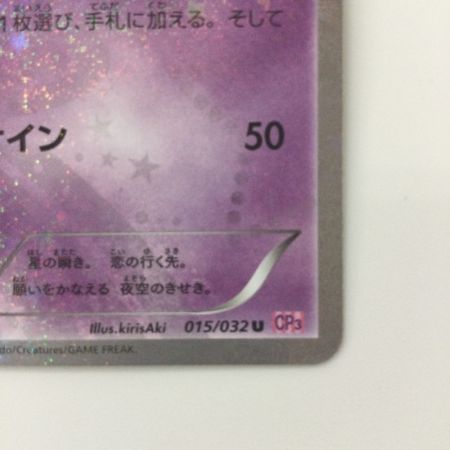 1枚選び、手札に加える。そして
イン 50
星の瞬き。 恋の行く先。
願いをかなえる 夜空のきせき。
Illus.kirisAki 015/032 U CP3
do/Creatures/GAME FREAK.